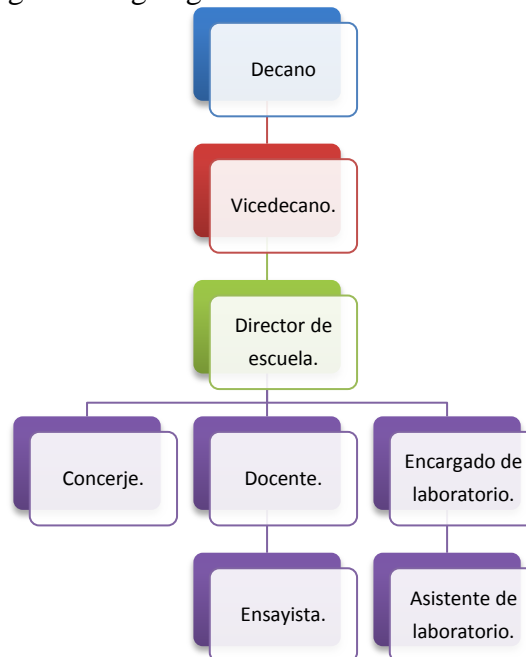 Decano
Vicedecano.
Director de
escuela.
Concerje.
Docente.
Encargado de
laboratorio.
Ensayista.
Asistente de
laboratorio.